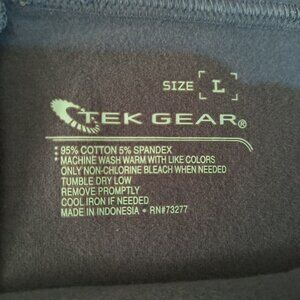 SIZE L
TEK GEAR®
: 95% COTTON 5% SPANDEX
• MACHINE WASH WARM WITH LIKE COLORS
ONLY NON-CHLORINE BLEACH WHEN NEEDED
TUMBLE DRY LOW
REMOVE PROMPTLY
COOL IRON IF NEEDED
MADE IN INDONESIA • RN#73277